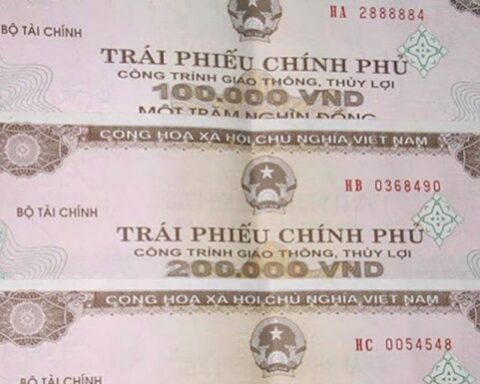 HA 2888884
BỘ TÀI CHÍNH
TRÁI PHIẾU CHÍNH PHỦ
CÔNG TRÌNH GIAO THÔNG, THỦY LỢI
100.000 VND
MỘT TRĂM NGHÌN ĐỒNG
CỘNG HÒA XÃ HỘI CHỦ NGHĨA VIỆT NAM
HB 0368490
BỘ TÀI CHÍNH
TRÁI PHIẾU CHÍNH PHỦ
CÔNG TRÌNH GIAO THÔNG, THỦY LỢI
200.000 VND
CỘNG HÒA XÃ HỘI CHỦ NGHĨA VIỆT NAM
HC 0054548
BỘ TÀI CHÍNH